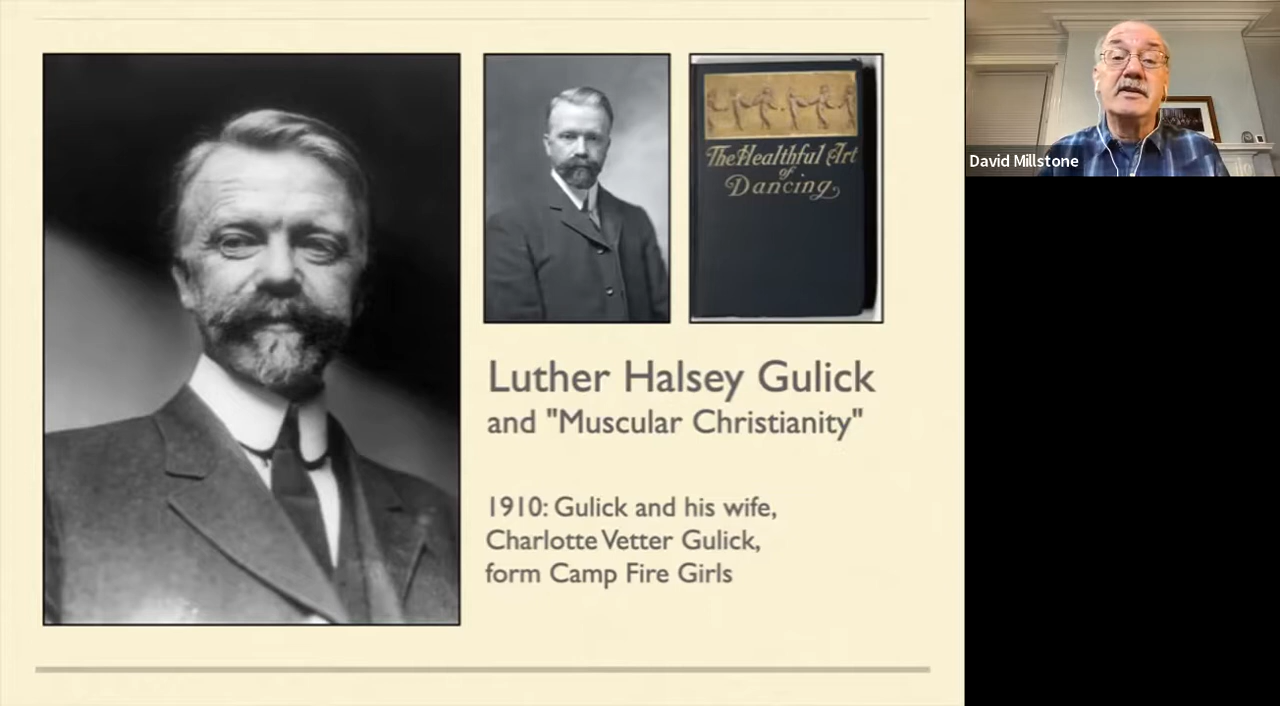 The Healthful Art
of
Dancing
Luther Halsey Gulick
and "Muscular Christianity"
1910: Gulick and his wife,
Charlotte Vetter Gulick,
form Camp Fire Girls
David Millstone